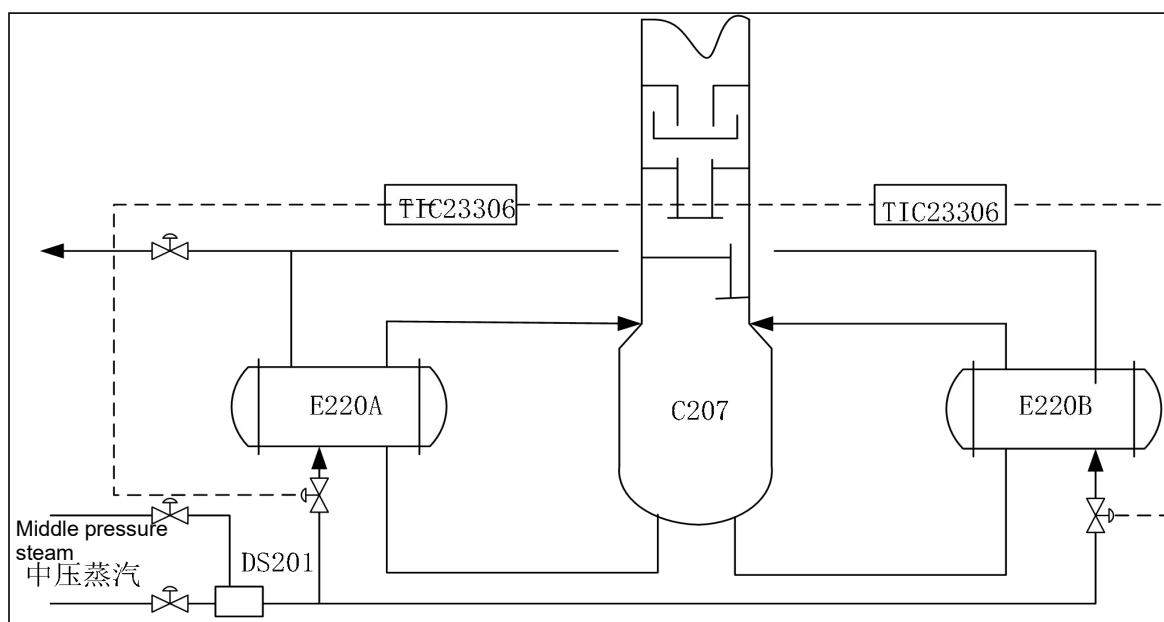 TIC23306
TIC23306
E220A
C207
E220B
Middle pressure
steam
DS201
中压蒸汽